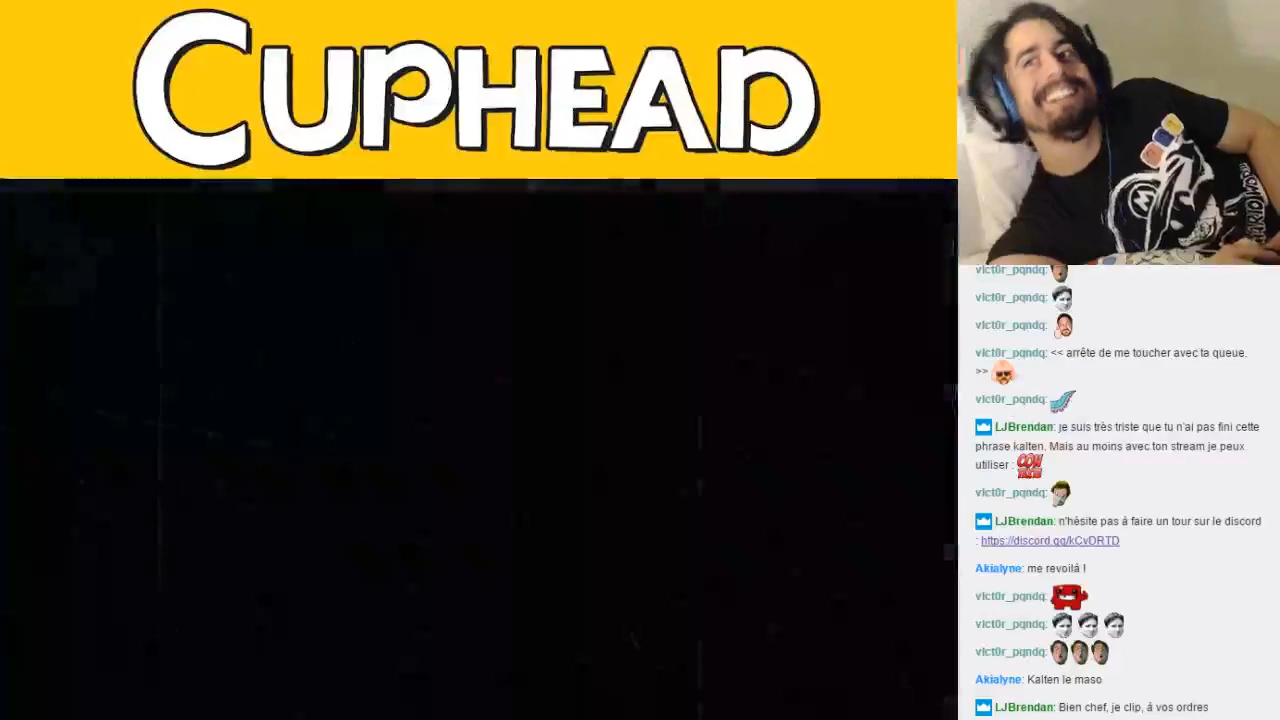 CUPHEAD
vict0r_pqndq:
vict0r_pqndq:
vict0r_pqndq:
vict0r_pqndq: << arrête de me toucher avec ta queue.
>>
vict0r_pqndq:
LJBrendan: je suis très triste que tu n'ai pas fini cette
phrase kalten. Mais au moins avec ton stream je peux
utiliser :
vict0r_pqndq:
LJBrendan: n'hésite pas à faire un tour sur le discord
: https://discord.gg/kCvDRTD
Akialyne: me revoilà !
vict0r_pqndq:
vict0r_pqndq:
vict0r_pqndq:
Akialyne: Kalten le maso
LJBrendan: Bien chef, je clip, à vos ordres